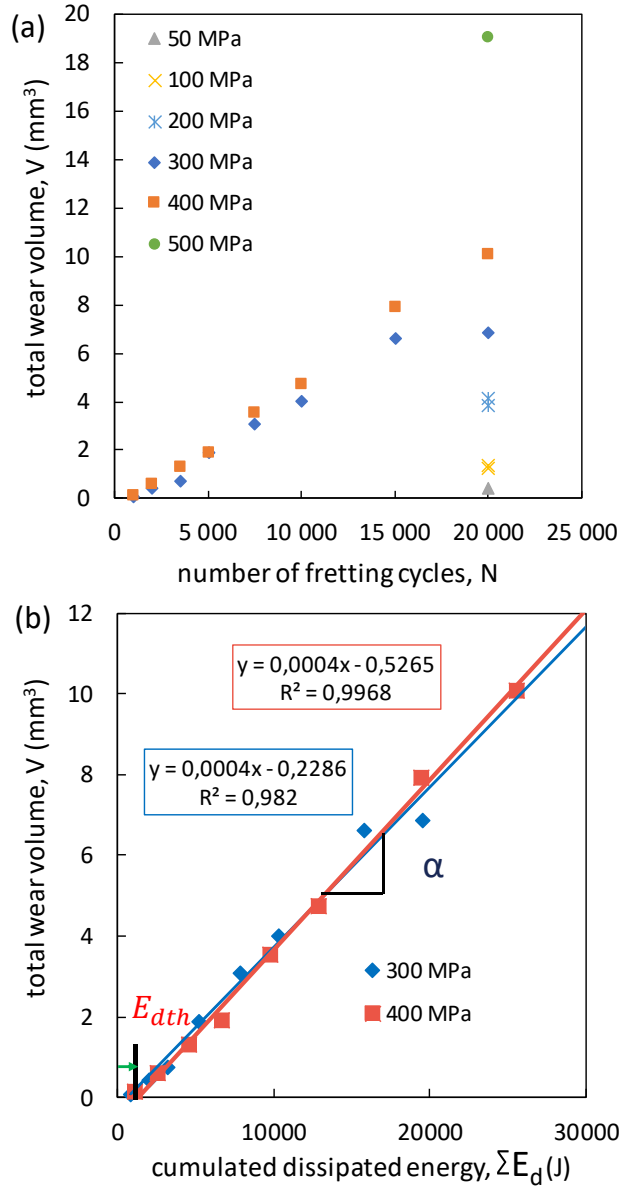 (a)
total wear volume, V (mm³)
20
18
16
14
12
10
8
6
4
2
0
50 MPa
100 MPa
200 MPa
300 MPa
400 MPa
500 MPa
0 5 000 10 000 15 000 20 000 25 000
number of fretting cycles, N
(b)
total wear volume, V (mm³)
12
10
8
6
4
2
0
y = 0,0004x - 0,5265
R² = 0,9968
y = 0,0004x - 0,2286
R² = 0,982
α
300 MPa
400 MPa
E_dth
0 10000 20000 30000
cumulated dissipated energy, ΣE_d (J)